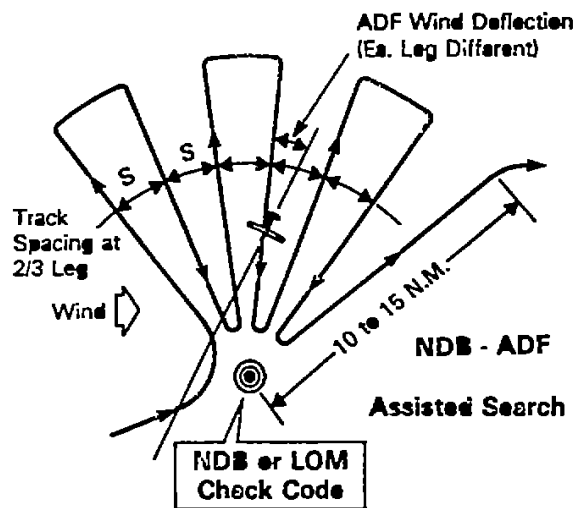 ADF Wind Deflection
(Ea. Leg Different)
S
S
Track
Spacing at
2/3 Leg
Wind
10 to 15 N.M.
NDB - ADF
Assisted Search
NDB or LOM
Check Code